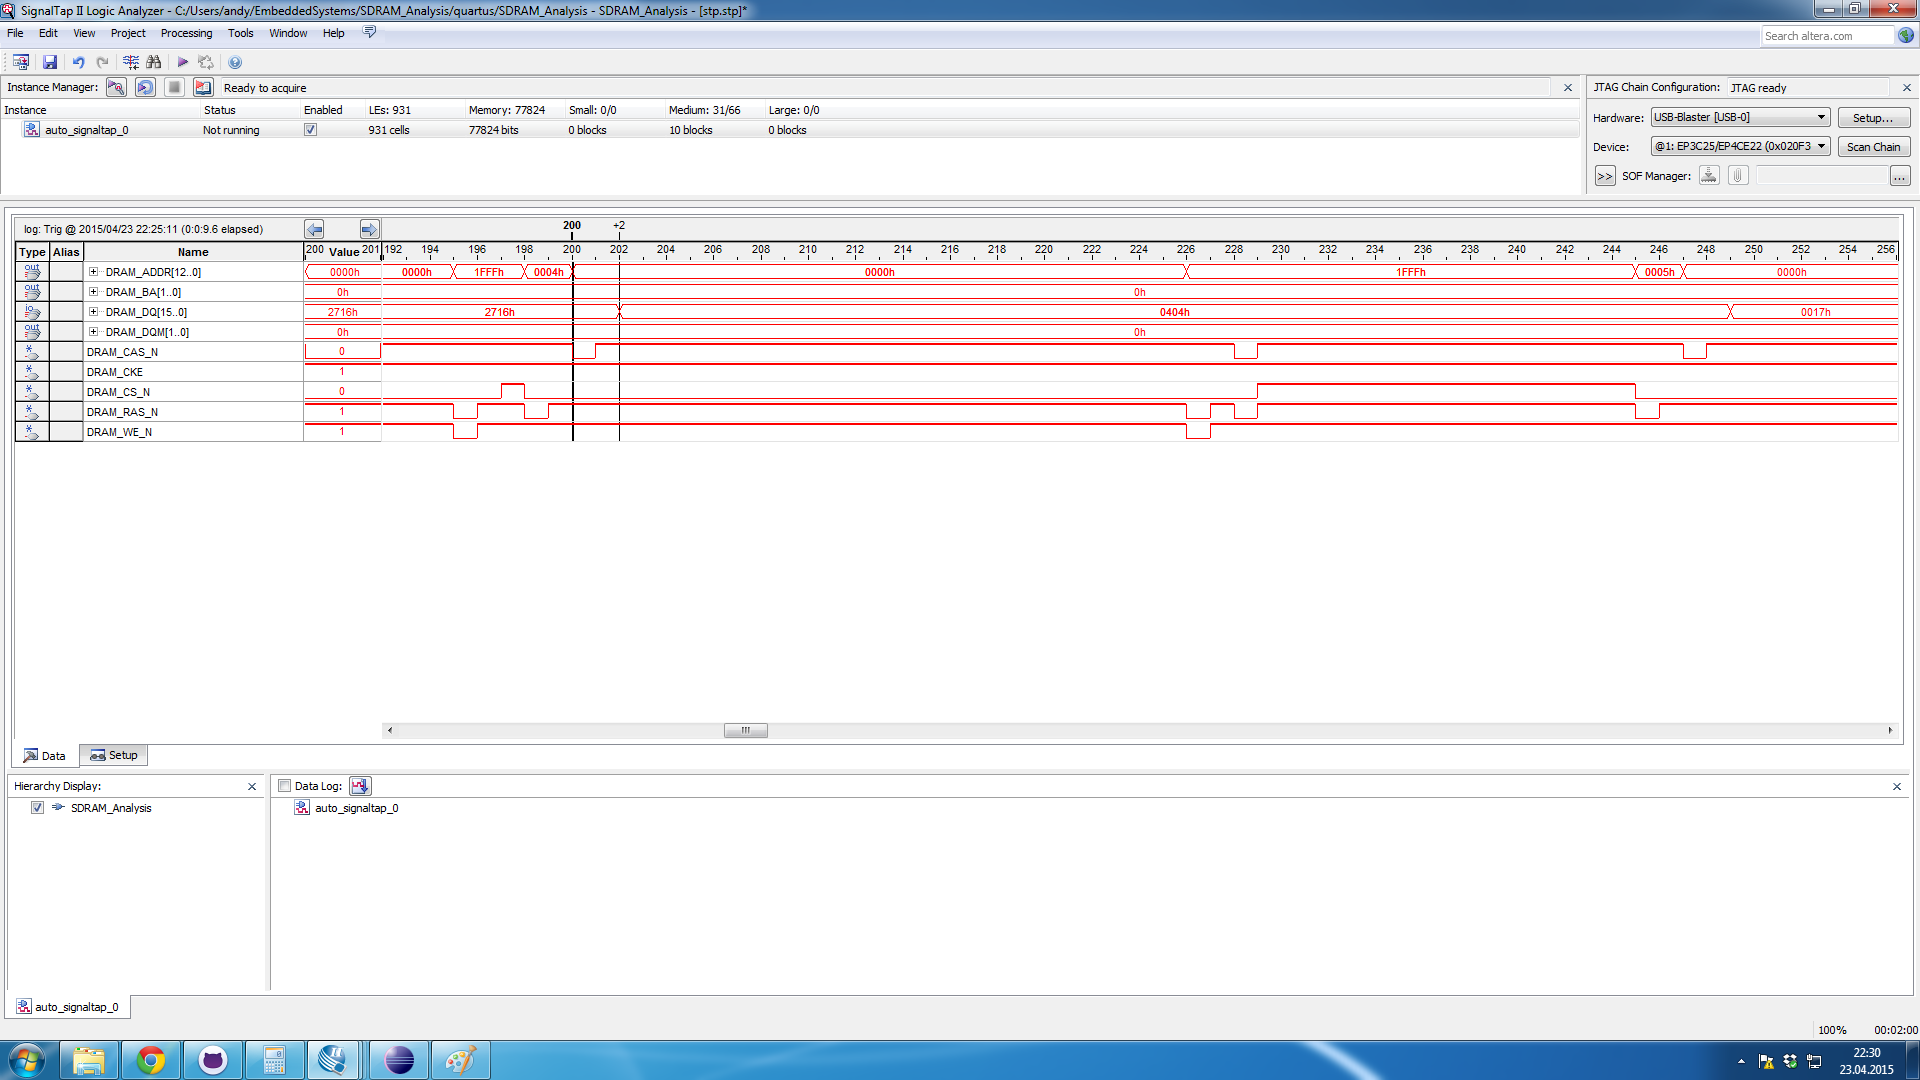 SignalTap II Logic Analyzer - C:/Users/andy/EmbeddedSystems/SDRAM_Analysis/quartus/SDRAM_Analysis - SDRAM_Analysis - [stp.stp]*
File Edit View Project Processing Tools Window Help
Search altera.com
Instance Manager: Ready to acquire
JTAG Chain Configuration: JTAG ready
Instance Status Enabled LEs: 931 Memory: 77824 Small: 0/0 Medium: 31/66 Large: 0/0
auto_signaltap_0 Not running 931 cells 77824 bits 0 blocks 10 blocks 0 blocks
Hardware: USB-Blaster [USB-0] Setup...
Device: @1: EP3C25/EP4CE22 (0x020F3 Scan Chain
>> SOF Manager: ...
log: Trig @ 2015/04/23 22:25:11 (0:0:9.6 elapsed) 200 +2
Type Alias Name 200 Value 201 192 194 196 198 200 202 204 206 208 210 212 214 216 218 220 222 224 226 228 230 232 234 236 238 240 242 244 246 248 250 252 254 256
out DRAM_ADDR[12..0] 0000h 0000h 1FFFh 0004h 0000h 1FFFh 0005h 0000h
out DRAM_BA[1..0] 0h 0h
io DRAM_DQ[15..0] 2716h 2716h 0404h 0017h
out DRAM_DQM[1..0] 0h 0h
* DRAM_CAS_N 0
* DRAM_CKE 1
* DRAM_CS_N 0
* DRAM_RAS_N 1
* DRAM_WE_N 1
Data Setup
Hierarchy Display: Data Log:
SDRAM_Analysis auto_signaltap_0
auto_signaltap_0
100% 00:02:00
22:30
23.04.2015